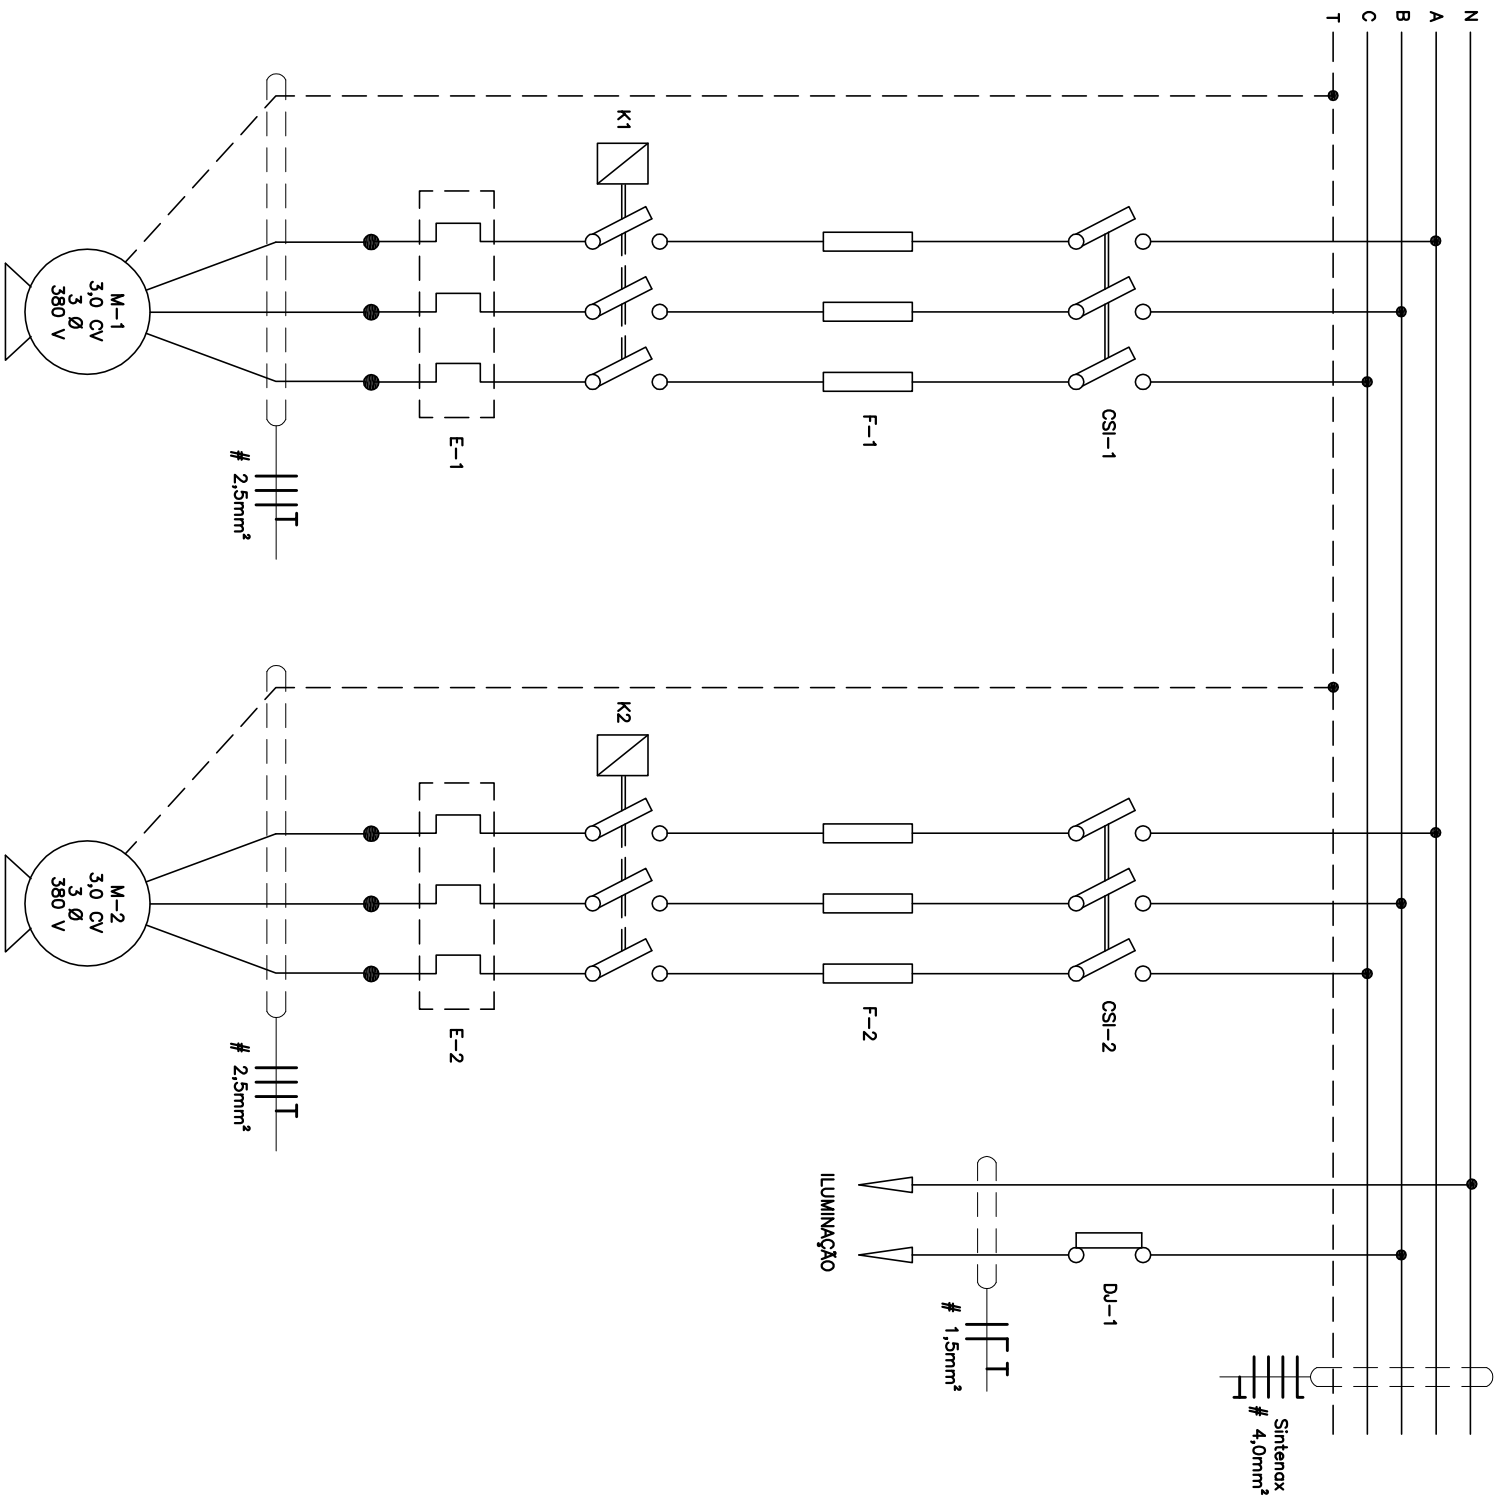 N
A
B
C
T
CSI-1
F-1
K1
E-1
# 2,5mm²
T
M-1
3,0 CV
3 Ø
380 V
CSI-2
F-2
K2
E-2
# 2,5mm²
T
M-2
3,0 CV
3 Ø
380 V
DJ-1
# 1,5mm²
T
ILUMINAÇÃO
Sintenax
# 4,0mm²
T